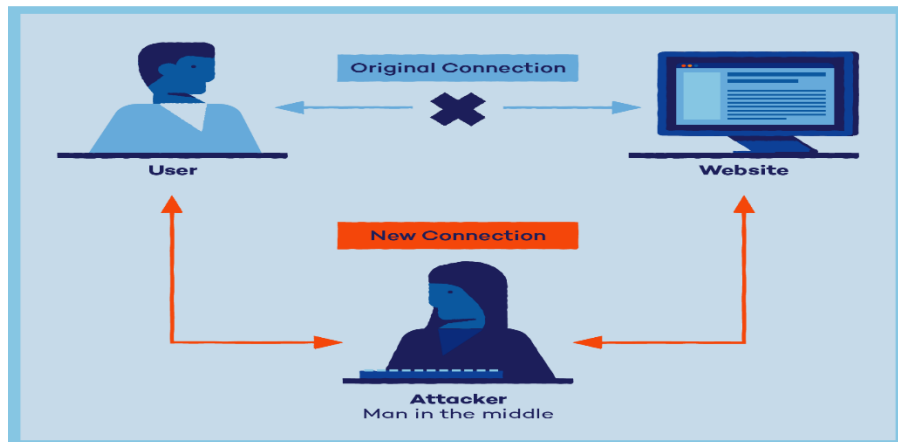 Original Connection
User
Website
New Connection
Attacker
Man in the middle